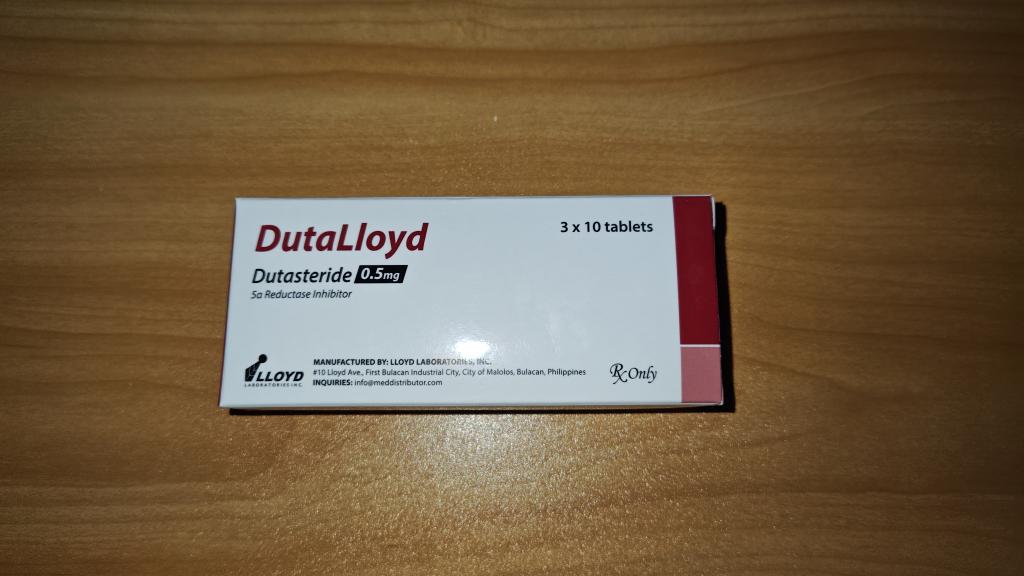 DutaLloyd
3 x 10 tablets
Dutasteride 0.5mg
5α Reductase Inhibitor
LLOYD
LABORATORIES INC.
MANUFACTURED BY: LLOYD LABORATORIES, INC.
#10 Lloyd Ave., First Bulacan Industrial City, City of Malolos, Bulacan, Philippines
INQUIRIES: info@meddistributor.com
Rx Only